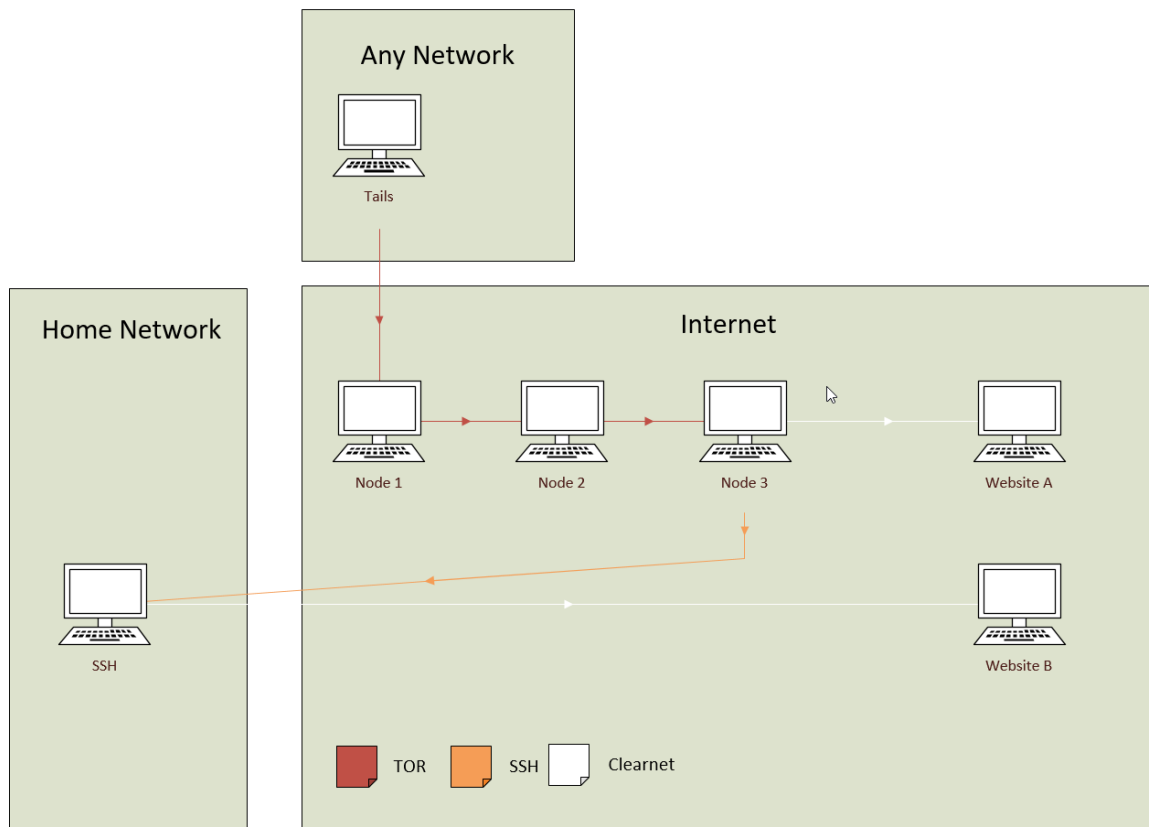 Any Network
Tails
Home Network
Internet
Node 1
Node 2
Node 3
Website A
SSH
Website B
TOR
SSH
Clearnet